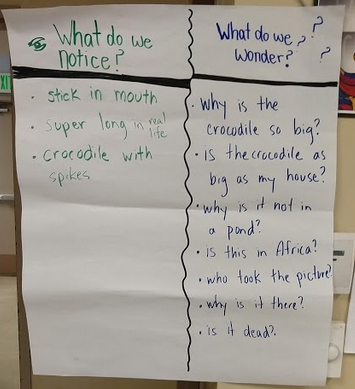 What do we
notice?
• stick in mouth
• super long in real
life
• crocodile with
spikes
What do we ?
wonder? ? ?
• Why is the
crocodile so big?
• is the crocodile as
big as my house?
• why is it not in
a pond?
• is this in Africa?
• who took the picture?
• why is it there?
• is it dead?